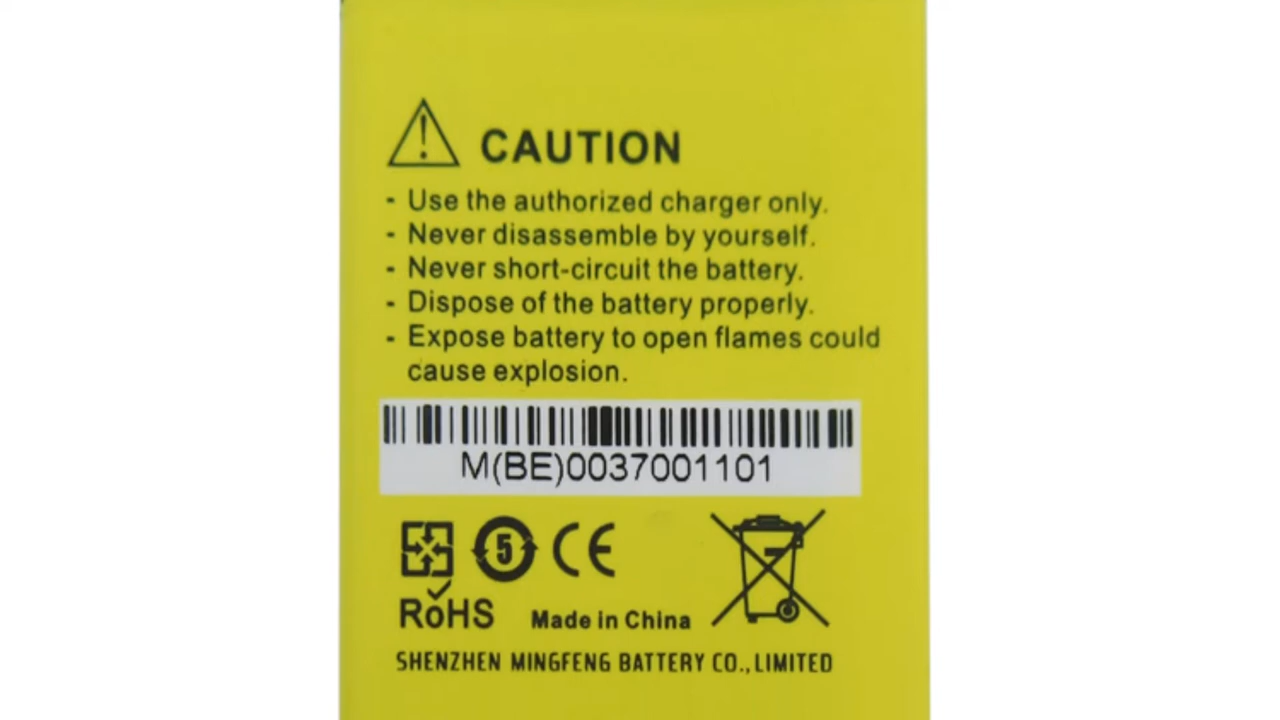 CAUTION
- Use the authorized charger only.
- Never disassemble by yourself.
- Never short-circuit the battery.
- Dispose of the battery properly.
- Expose battery to open flames could
cause explosion.
M(BE)0037001101
5 CE
RoHS Made in China
SHENZHEN MINGFENG BATTERY CO., LIMITED